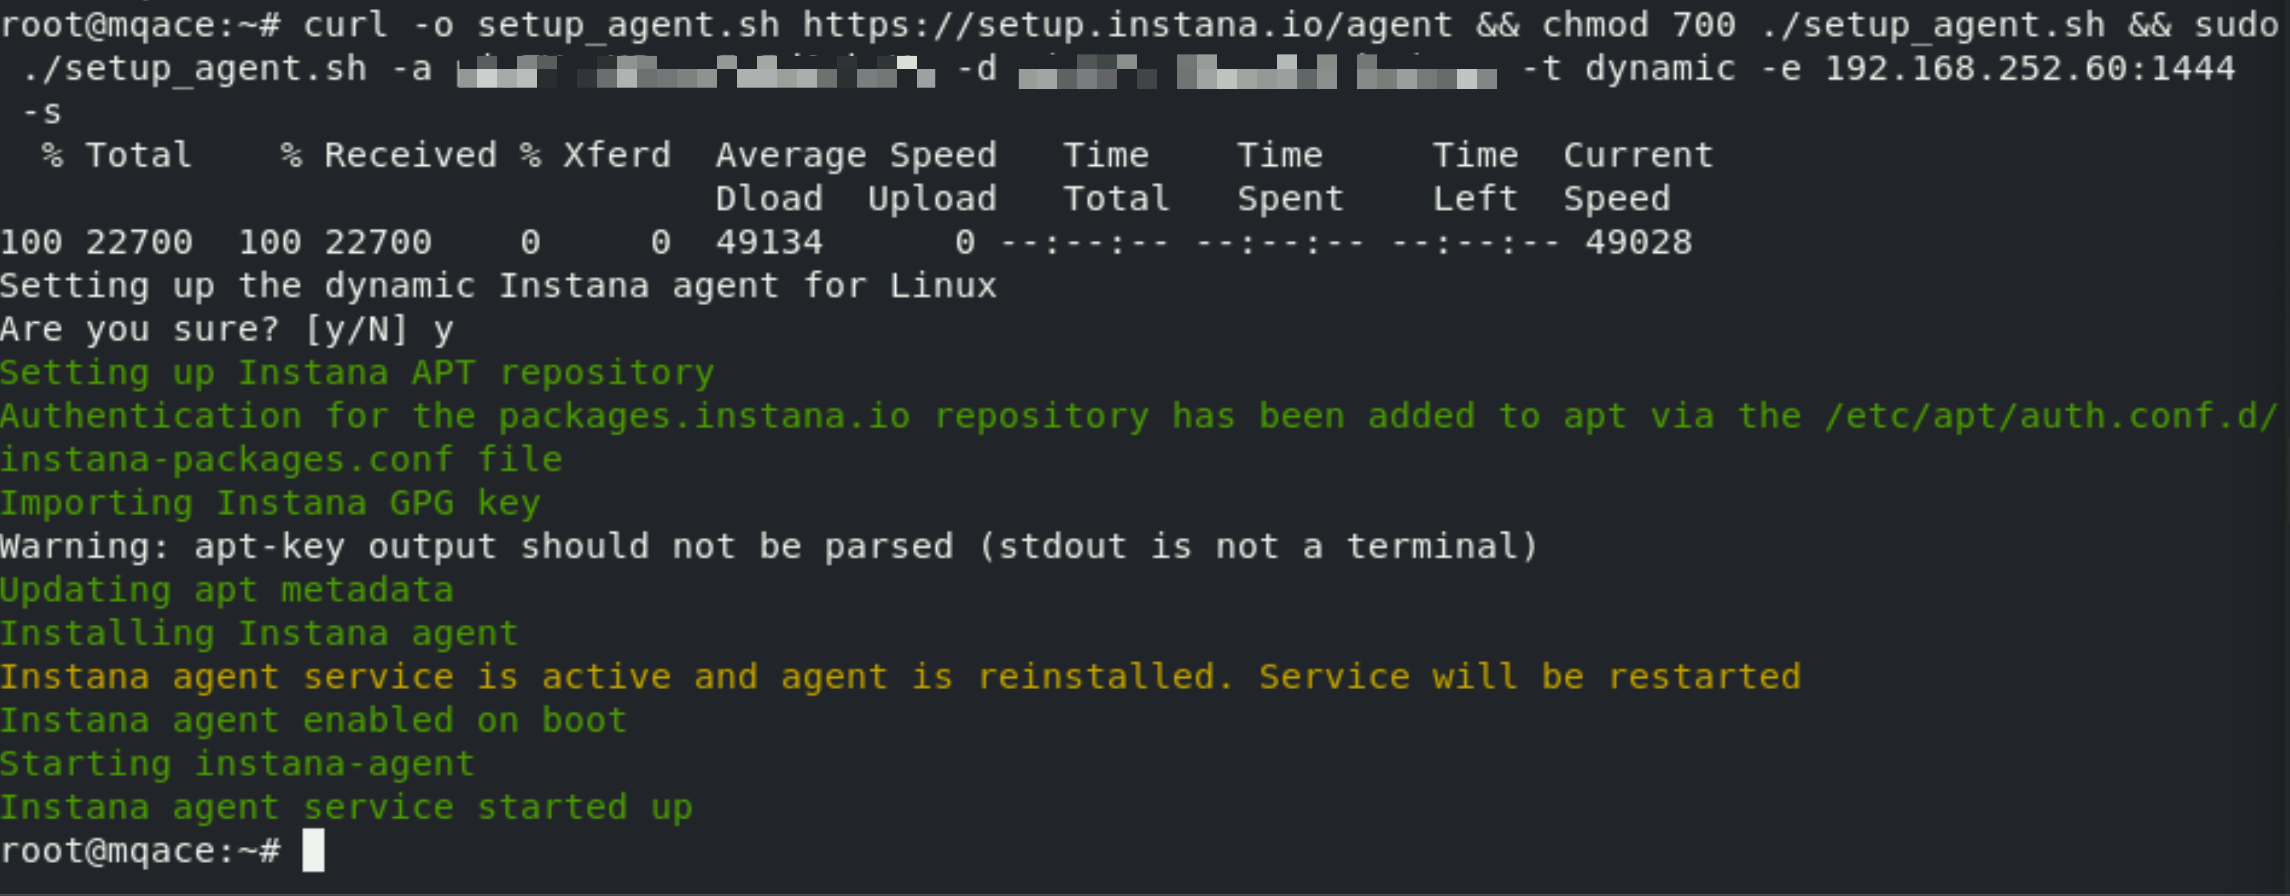 root@mqace:~# curl -o setup_agent.sh https://setup.instana.io/agent && chmod 700 ./setup_agent.sh && sudo
./setup_agent.sh -a -d -t dynamic -e 192.168.252.60:1444
-s
% Total % Received % Xferd Average Speed Time Time Time Current
Dload Upload Total Spent Left Speed
100 22700 100 22700 0 0 49134 0 --:--:-- --:--:-- --:--:-- 49028
Setting up the dynamic Instana agent for Linux
Are you sure? [y/N] y
Setting up Instana APT repository
Authentication for the packages.instana.io repository has been added to apt via the /etc/apt/auth.conf.d/
instana-packages.conf file
Importing Instana GPG key
Warning: apt-key output should not be parsed (stdout is not a terminal)
Updating apt metadata
Installing Instana agent
Instana agent service is active and agent is reinstalled. Service will be restarted
Instana agent enabled on boot
Starting instana-agent
Instana agent service started up
root@mqace:~#